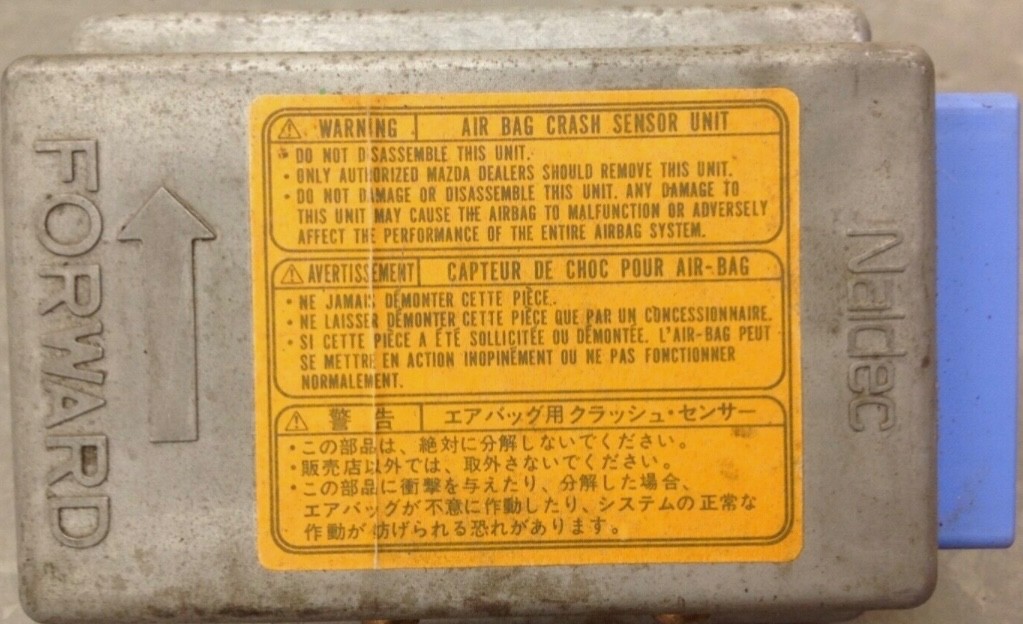 FORWARD
WARNING AIR BAG CRASH SENSOR UNIT
• DO NOT DISASSEMBLE THIS UNIT.
• ONLY AUTHORIZED MAZDA DEALERS SHOULD REMOVE THIS UNIT.
• DO NOT DAMAGE OR DISASSEMBLE THIS UNIT. ANY DAMAGE TO
THIS UNIT MAY CAUSE THE AIRBAG TO MALFUNCTION OR ADVERSELY
AFFECT THE PERFORMANCE OF THE ENTIRE AIRBAG SYSTEM.
AVERTISSEMENT CAPTEUR DE CHOC POUR AIR-BAG
• NE JAMAIS DÉMONTER CETTE PIÈCE.
• NE LAISSER DÉMONTER CETTE PIÈCE QUE PAR UN CONCESSIONNAIRE.
• SI CETTE PIÈCE A ÉTÉ SOLLICITÉE OU DÉMONTÉE. L'AIR-BAG PEUT
SE METTRE EN ACTION INOPINÉMENT OU NE PAS FONCTIONNER
NORMALEMENT.
警告 エアバッグ用クラッシュ・センサー
・この部品は、絶対に分解しないでください。
・販売店以外では、取外さないでください。
・この部品に衝撃を与えたり、分解した場合、
エアバッグが不意に作動したり、システムの正常な
作動が妨げられる恐れがあります。
Naldec